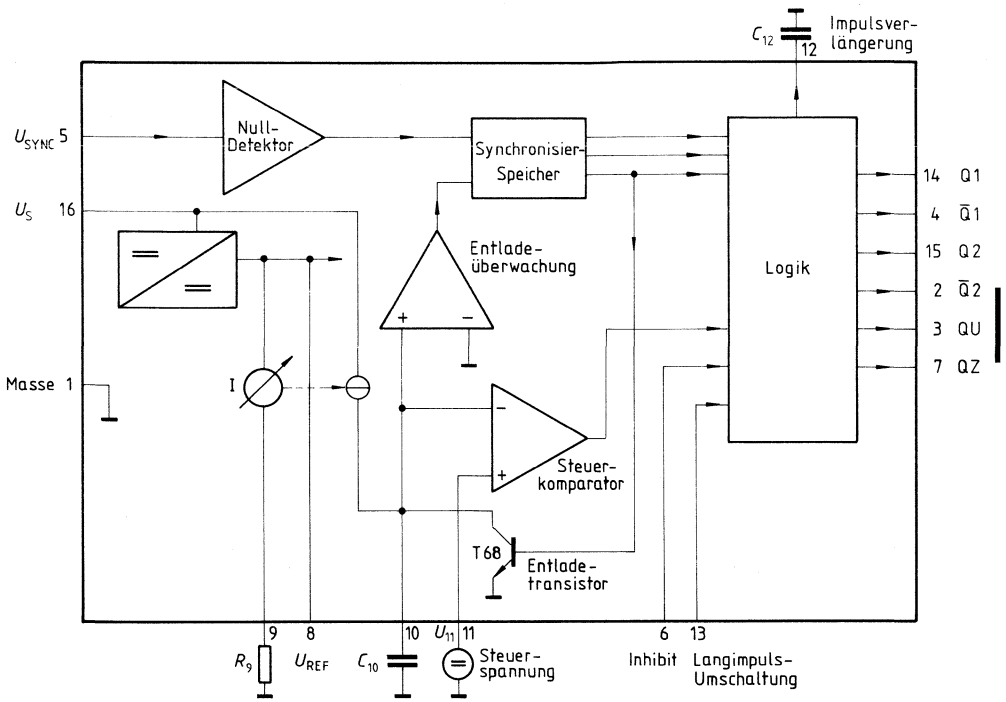 C12
12
Impulsver-
längerung
USYNC 5
Null-
Detektor
Synchronisier-
Speicher
US 16
Entlade-
überwachung
+ −
Logik
14 Q1
4 Q̅1
15 Q2
2 Q̅2
3 QU
7 QZ
Masse 1
I
−
+
Steuer-
komparator
T68
Entlade-
transistor
9
8
10
U11 11
6
13
R9
UREF
C10
Steuer-
spannung
Inhibit
Langimpuls-
Umschaltung